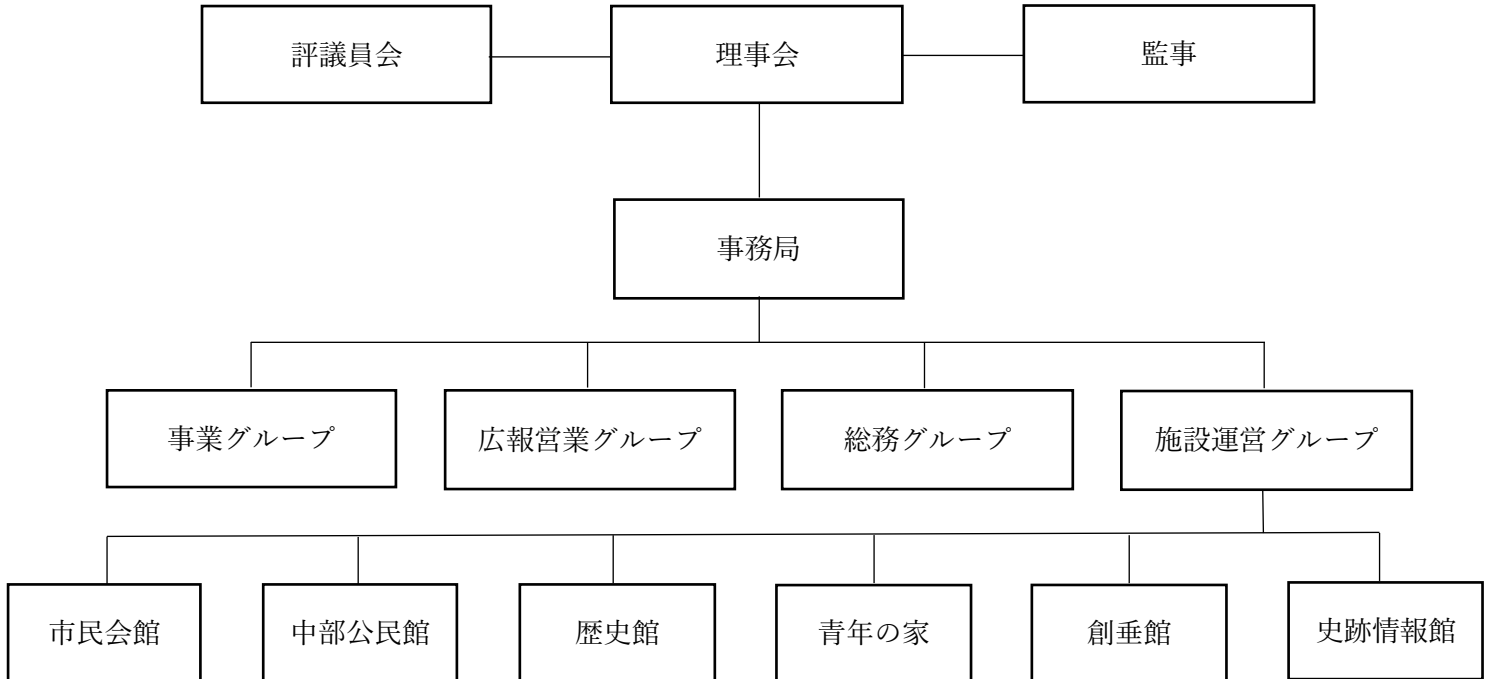 評議員会
理事会
監事
事務局
事業グループ
広報営業グループ
総務グループ
施設運営グループ
市民会館
中部公民館
歴史館
青年の家
創垂館
史跡情報館